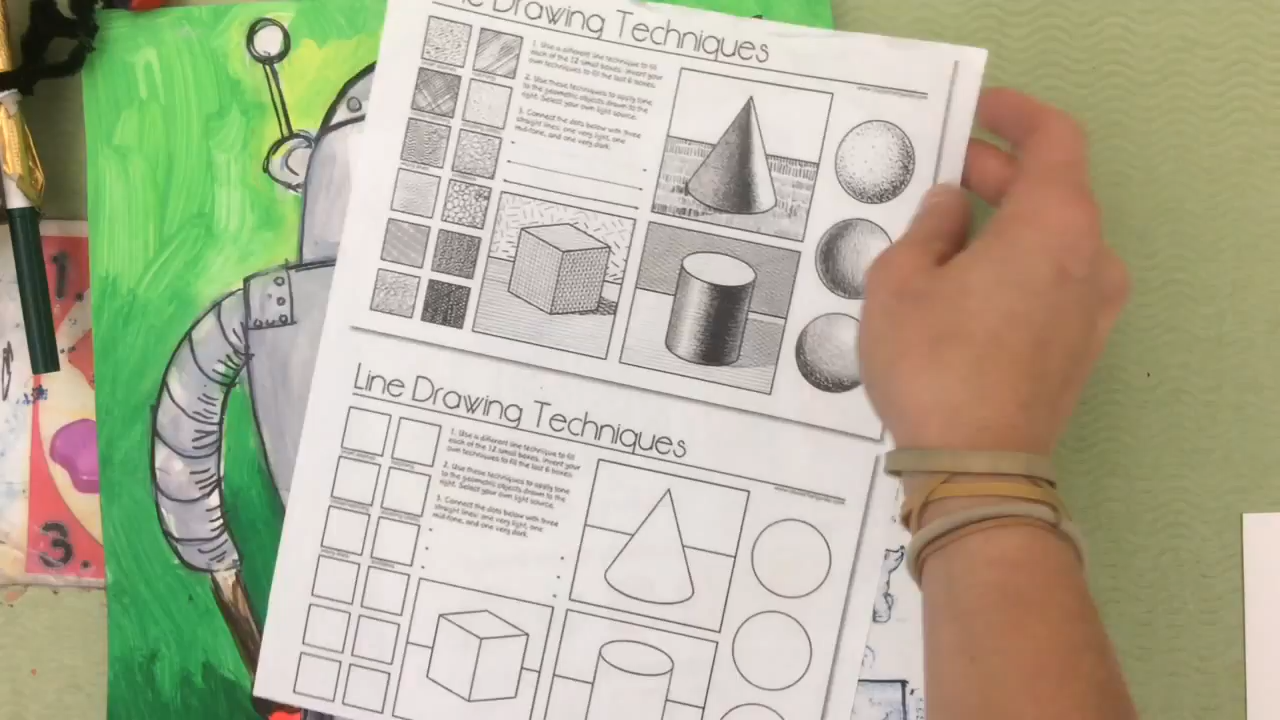 Line Drawing Techniques
1. Use a different line technique to fill
each of the 12 small boxes. Invent your
own techniques to fill the last 6 boxes.
2. Use these techniques to apply tone
to the geometric objects drawn to the
right. Select your own light source.
3. Connect the dots below with three
straight lines: one very light, one
mid-tone, and one very dark.
Line Drawing Techniques
1. Use a different line technique to fill
each of the 12 small boxes. Invent your
own techniques to fill the last 6 boxes.
2. Use these techniques to apply tone
to the geometric objects drawn to the
right. Select your own light source.
3. Connect the dots below with three
straight lines: one very light, one
mid-tone, and one very dark.
1.
3.